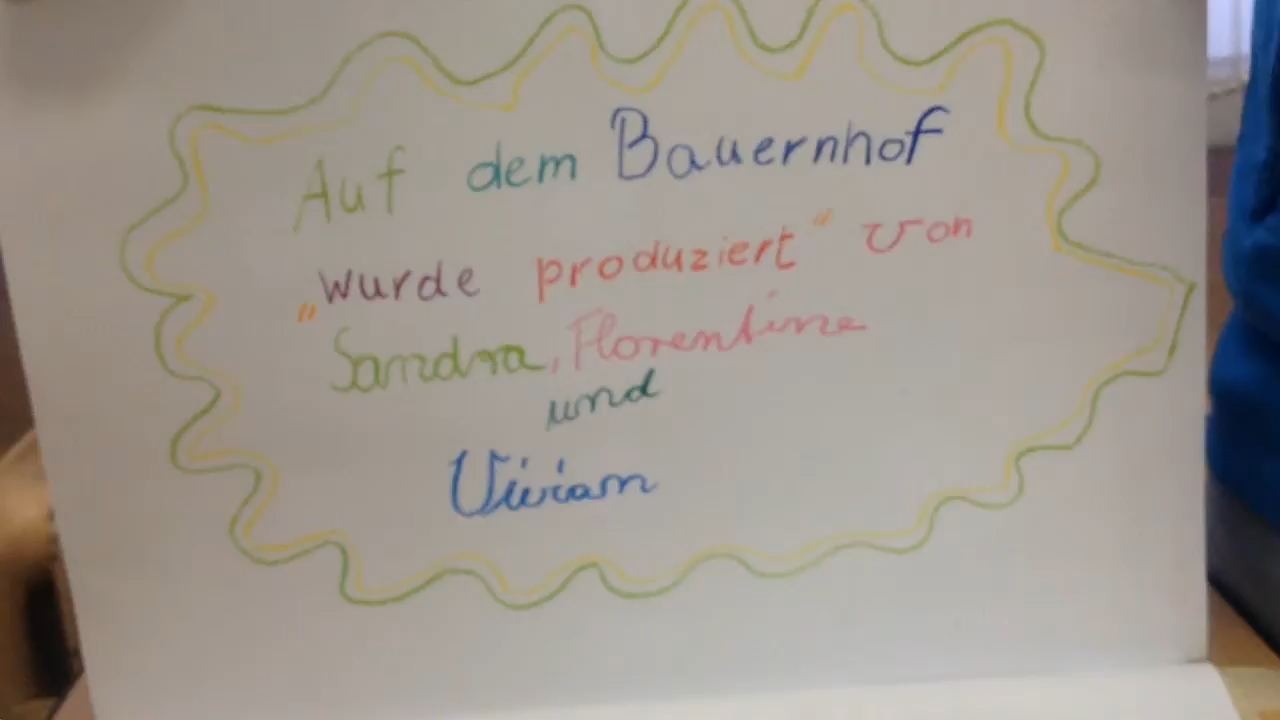 Auf dem Bauernhof
„wurde produziert“ von
Sandra, Florentine
und
Vivian